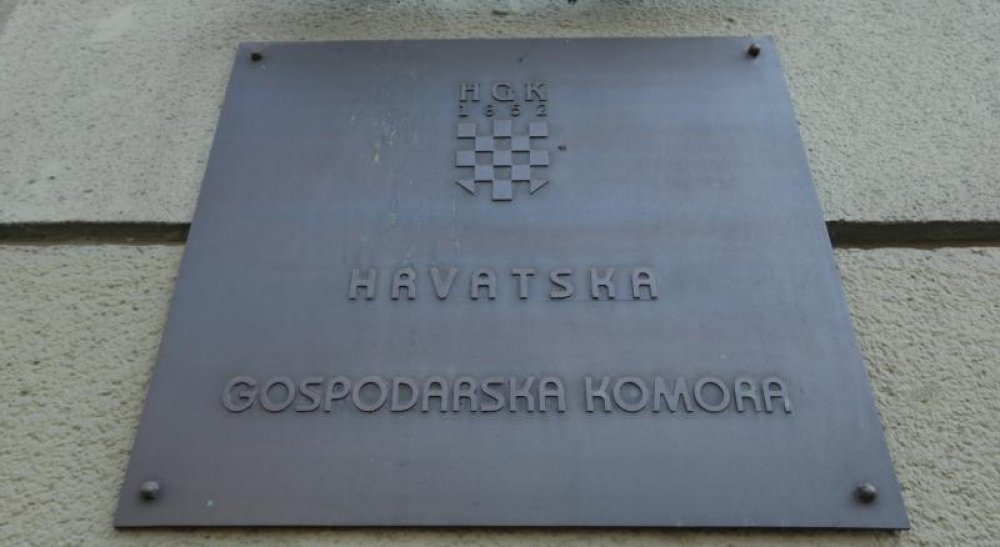 HGK
1852
HRVATSKA
GOSPODARSKA KOMORA